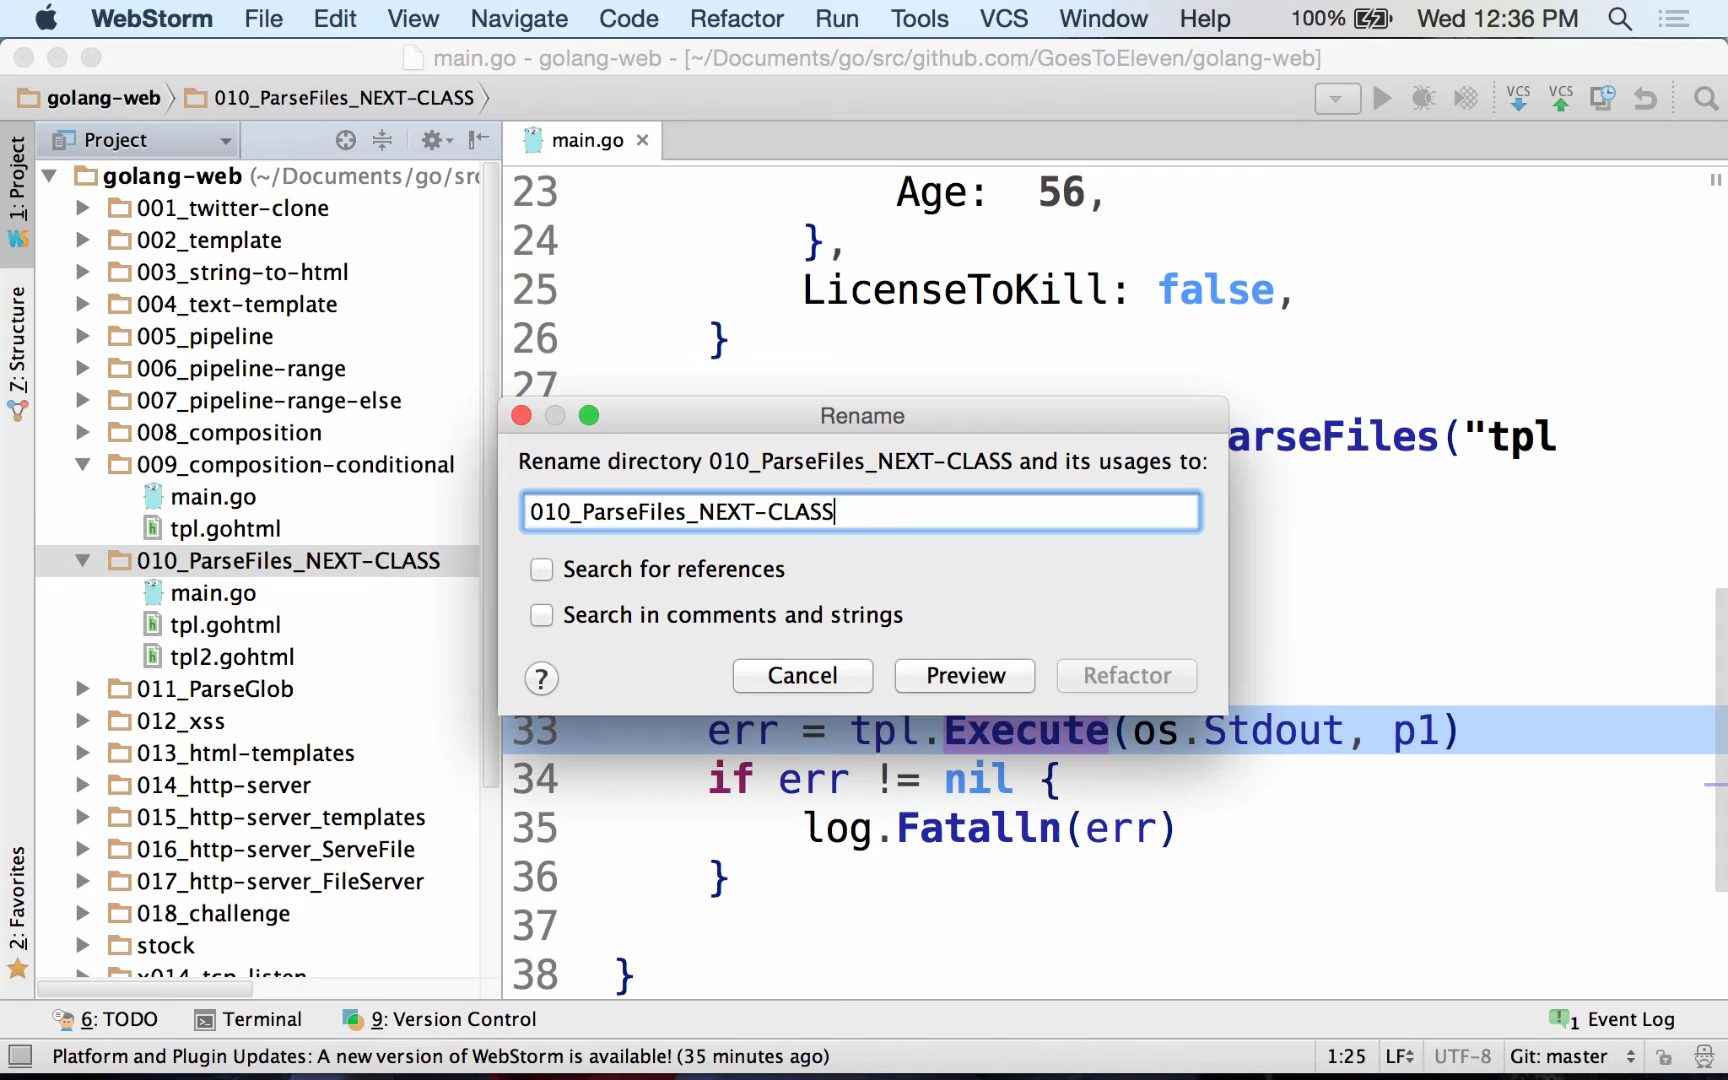 WebStorm File Edit View Navigate Code Refactor Run Tools VCS Window Help 100% Wed 12:36 PM
main.go - golang-web - [~/Documents/go/src/github.com/GoesToEleven/golang-web]
golang-web 010_ParseFiles_NEXT-CLASS VCS VCS
1: Project
Z: Structure
2: Favorites
Project
golang-web (~/Documents/go/src
001_twitter-clone
002_template
003_string-to-html
004_text-template
005_pipeline
006_pipeline-range
007_pipeline-range-else
008_composition
009_composition-conditional
main.go
tpl.gohtml
010_ParseFiles_NEXT-CLASS
main.go
tpl.gohtml
tpl2.gohtml
011_ParseGlob
012_xss
013_html-templates
014_http-server
015_http-server_templates
016_http-server_ServeFile
017_http-server_FileServer
018_challenge
stock
x014_tcp_listen
main.go
23 Age: 56,
24 },
25 LicenseToKill: false,
26 }
27
arseFiles("tpl
33 err = tpl.Execute(os.Stdout, p1)
34 if err != nil {
35 log.Fatalln(err)
36 }
37
38 }
Rename
Rename directory 010_ParseFiles_NEXT-CLASS and its usages to:
010_ParseFiles_NEXT-CLASS
Search for references
Search in comments and strings
? Cancel Preview Refactor
6: TODO Terminal 9: Version Control 1 Event Log
Platform and Plugin Updates: A new version of WebStorm is available! (35 minutes ago) 1:25 LF UTF-8 Git: master